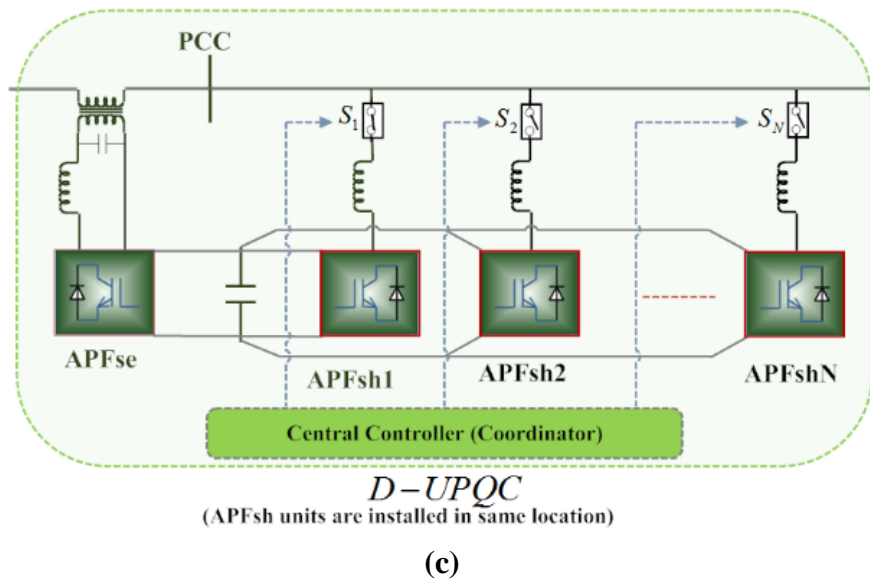 PCC
S1
S2
SN
APFse
APFsh1
APFsh2
APFshN
Central Controller (Coordinator)
D-UPQC
(APFsh units are installed in same location)
(c)